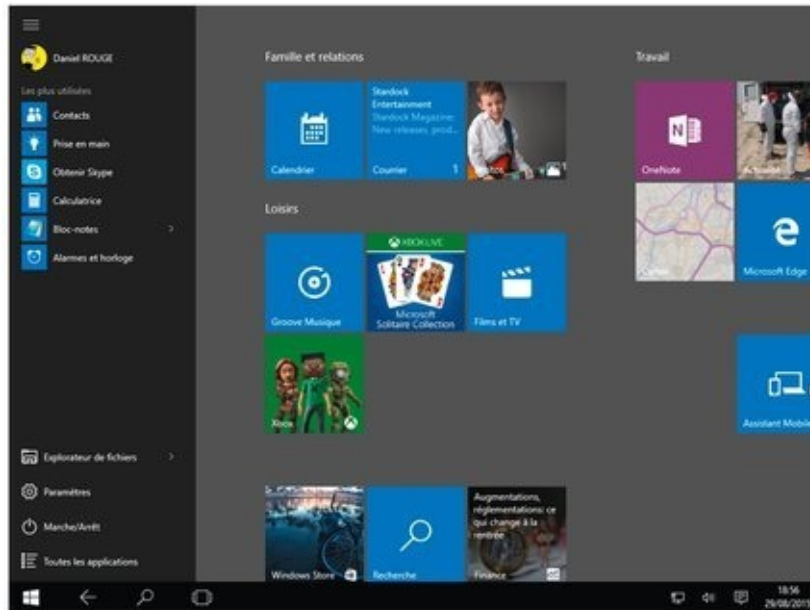 Daniel ROUGE
Les plus utilisées
Contacts
Prise en main
Obtenir Skype
Calculatrice
Bloc-notes
Alarmes et horloge
Explorateur de fichiers
Paramètres
Marche/Arrêt
Toutes les applications
Famille et relations
Calendrier
Stardock
Entertainment
Stardock Magazine:
New releases, prod...
Courrier 1
Loisirs
Groove Musique
XBOX LIVE
Microsoft
Solitaire Collection
Films et TV
Xbox
Windows Store
Recherche
Augmentations,
réglementations: ce
qui change à la
rentrée
Finance
Travail
N
OneNote
Microsoft Edge
Assistant Mobile
18:56